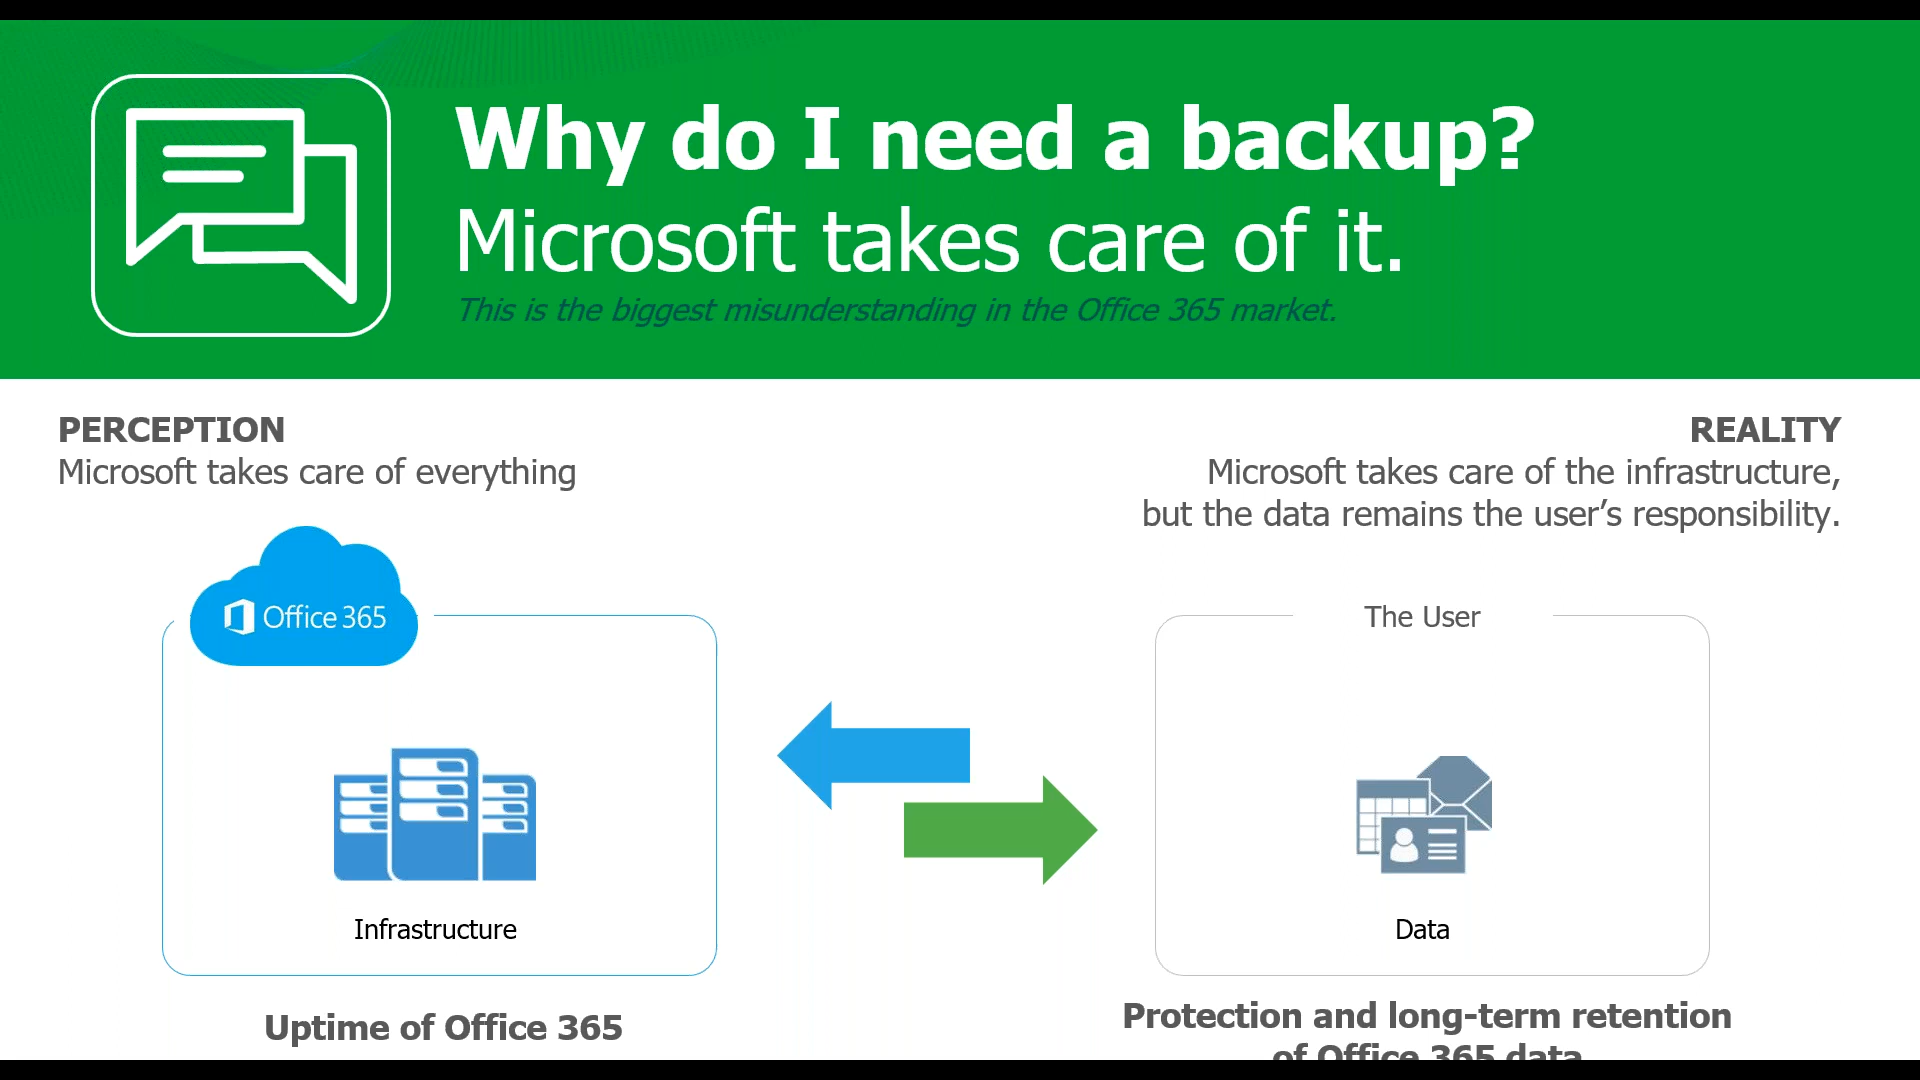 Why do I need a backup?
Microsoft takes care of it.
This is the biggest misunderstanding in the Office 365 market.
PERCEPTION
Microsoft takes care of everything
REALITY
Microsoft takes care of the infrastructure,
but the data remains the user’s responsibility.
Office 365
Infrastructure
Uptime of Office 365
The User
Data
Protection and long-term retention
of Office 365 data